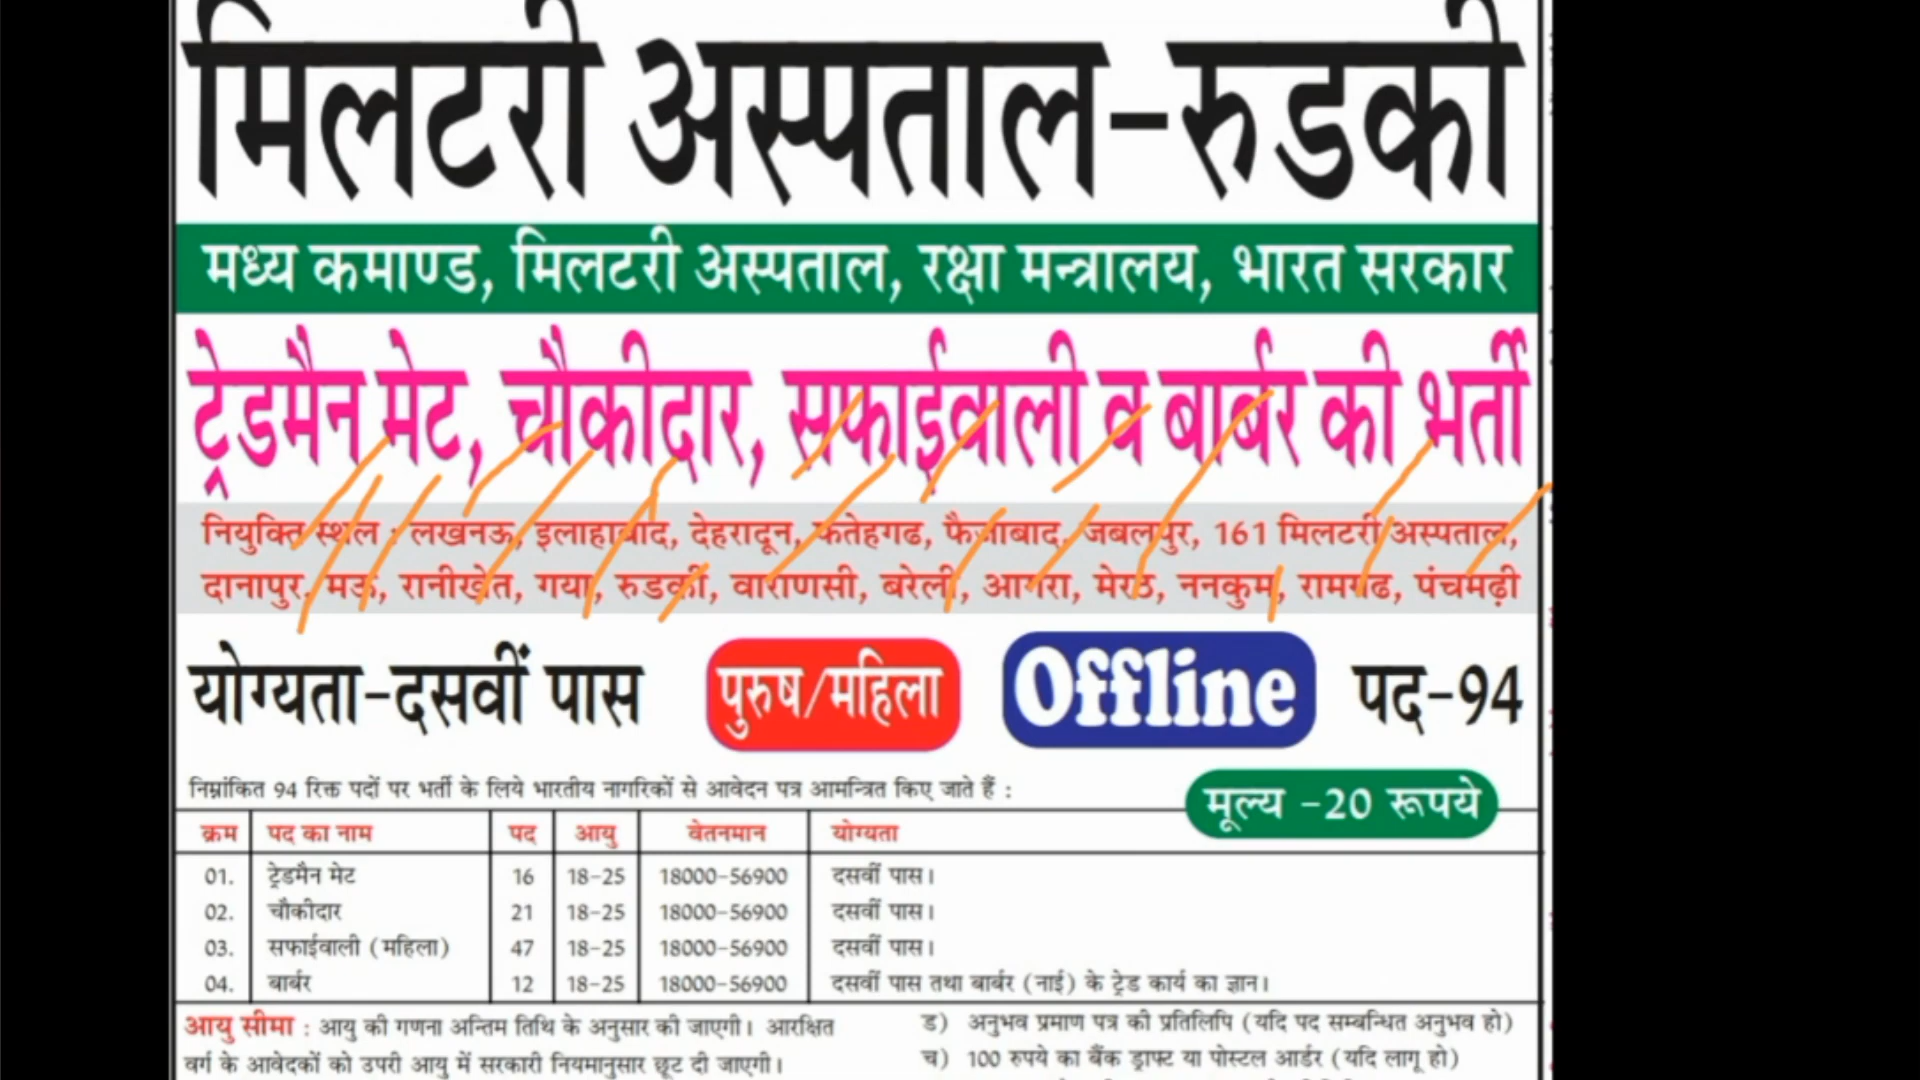 मिलटरी अस्पताल-रुडकी
मध्य कमाण्ड, मिलटरी अस्पताल, रक्षा मन्त्रालय, भारत सरकार
ट्रेडमैन मेट, चौकीदार, सफाईवाली व बार्बर की भर्ती
नियुक्ति स्थल : लखनऊ, इलाहाबाद, देहरादून, फतेहगढ, फैजाबाद, जबलपुर, 161 मिलटरी अस्पताल,
दानापुर, मऊ, रानीखेत, गया, रुडकी, वाराणसी, बरेली, आगरा, मेरठ, ननकुम, रामगढ, पंचमढ़ी
योग्यता-दसवीं पास पुरुष/महिला Offline पद-94
निम्नांकित 94 रिक्त पदों पर भर्ती के लिये भारतीय नागरिकों से आवेदन पत्र आमन्त्रित किए जाते हैं :
मूल्य -20 रूपये
क्रम पद का नाम पद आयु वेतनमान योग्यता
01. ट्रेडमैन मेट 16 18-25 18000-56900 दसवीं पास।
02. चौकीदार 21 18-25 18000-56900 दसवीं पास।
03. सफाईवाली (महिला) 47 18-25 18000-56900 दसवीं पास।
04. बार्बर 12 18-25 18000-56900 दसवीं पास तथा बार्बर (नाई) के ट्रेड कार्य का ज्ञान।
आयु सीमा : आयु की गणना अन्तिम तिथि के अनुसार की जाएगी। आरक्षित
वर्ग के आवेदकों को उपरी आयु में सरकारी नियमानुसार छूट दी जाएगी।
ड) अनुभव प्रमाण पत्र की प्रतिलिपि (यदि पद सम्बन्धित अनुभव हो)
च) 100 रुपये का बैंक ड्राफ्ट या पोस्टल आर्डर (यदि लागू हो)